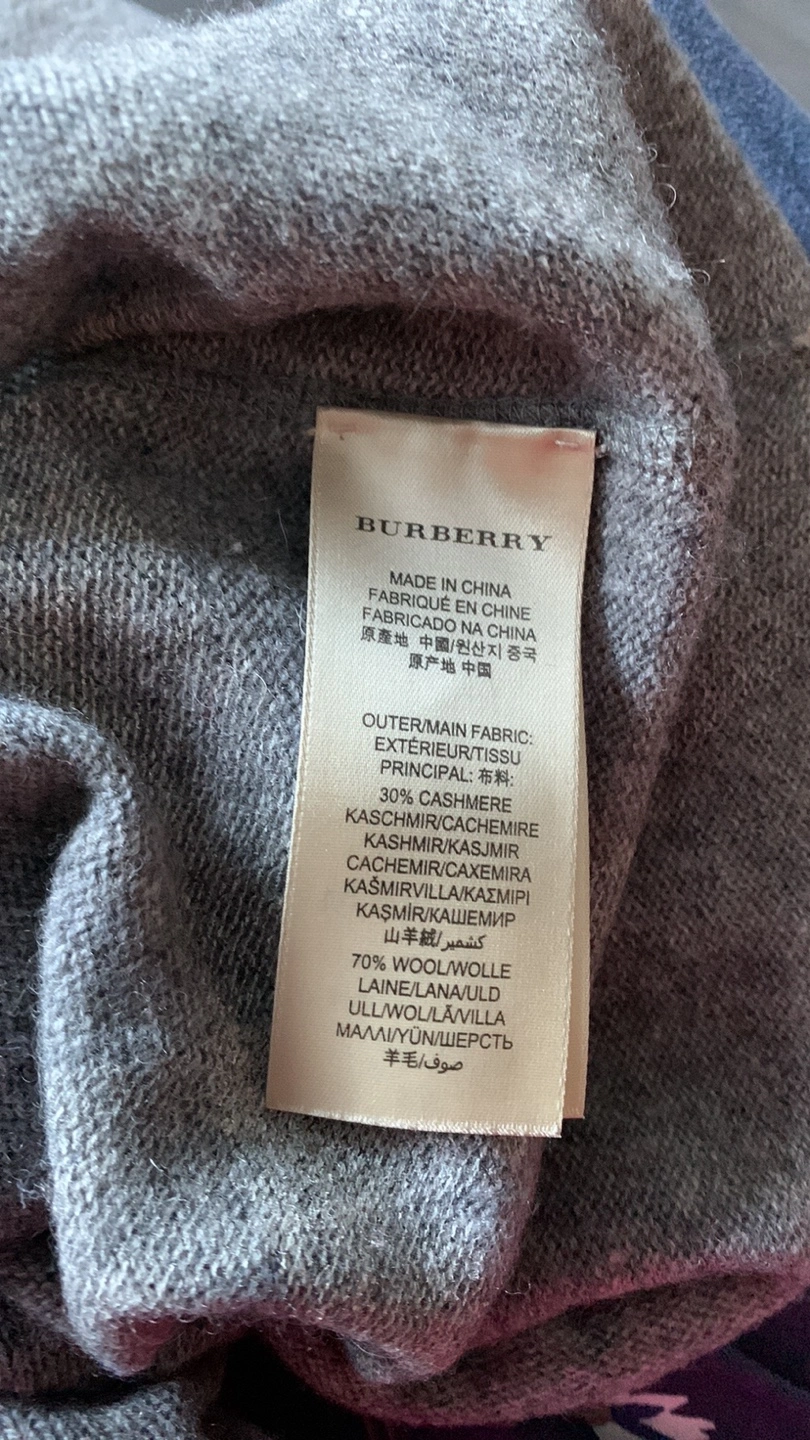 BURBERRY
MADE IN CHINA
FABRIQUÉ EN CHINE
FABRICADO NA CHINA
原產地 中國/원산지 중국
原产地 中国
OUTER/MAIN FABRIC:
EXTÉRIEUR/TISSU
PRINCIPAL: 布料:
30% CASHMERE
KASCHMIR/CACHEMIRE
KASHMIR/KASJMIR
CACHEMIR/CAXEMIRA
KAŠMIRVILLA/ΚΑΣΜΙΡΙ
KAŞMİR/КАШЕМИР
山羊絨/كشمير
70% WOOL/WOLLE
LAINE/LANA/ULD
ULL/WOL/LÃ/VILLA
ΜΑΛΛΙ/YÜN/ШЕРСТЬ
羊毛/صوف